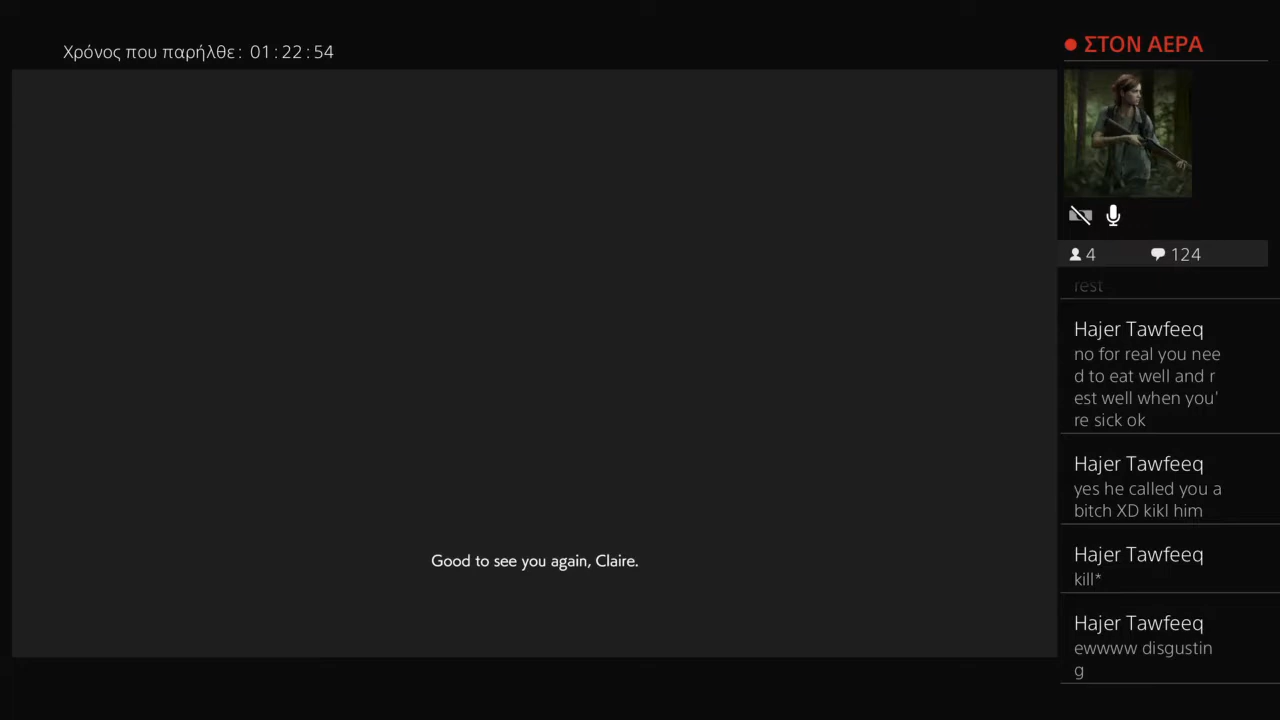 Χρόνος που παρήλθε: 01:22:54
ΣΤΟΝ ΑΕΡΑ
4
124
rest
Hajer Tawfeeq
no for real you nee
d to eat well and r
est well when you'
re sick ok
Hajer Tawfeeq
yes he called you a
bitch XD kikl him
Hajer Tawfeeq
kill*
Hajer Tawfeeq
ewwww disgustin
g
Good to see you again, Claire.